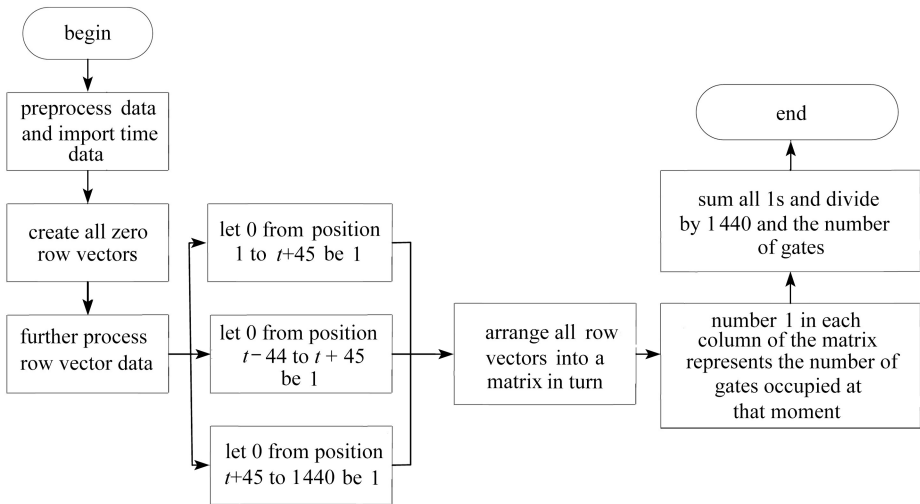 begin
preprocess data
and import time
data
create all zero
row vectors
further process
row vector data
let 0 from position
1 to t+45 be 1
let 0 from position
t−44 to t + 45
be 1
let 0 from position
t+45 to 1440 be 1
arrange all row
vectors into a
matrix in turn
number 1 in each
column of the matrix
represents the number of
gates occupied at
that moment
sum all 1s and divide
by 1 440 and the number
of gates
end